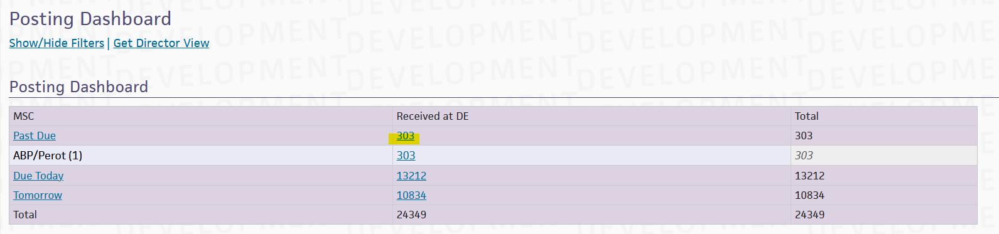 Posting Dashboard
Show/Hide Filters | Get Director View
Posting Dashboard
MSC Received at DE Total
Past Due 303 303
ABP/Perot (1) 303 303
Due Today 13212 13212
Tomorrow 10834 10834
Total 24349 24349
DEVELOPMENT